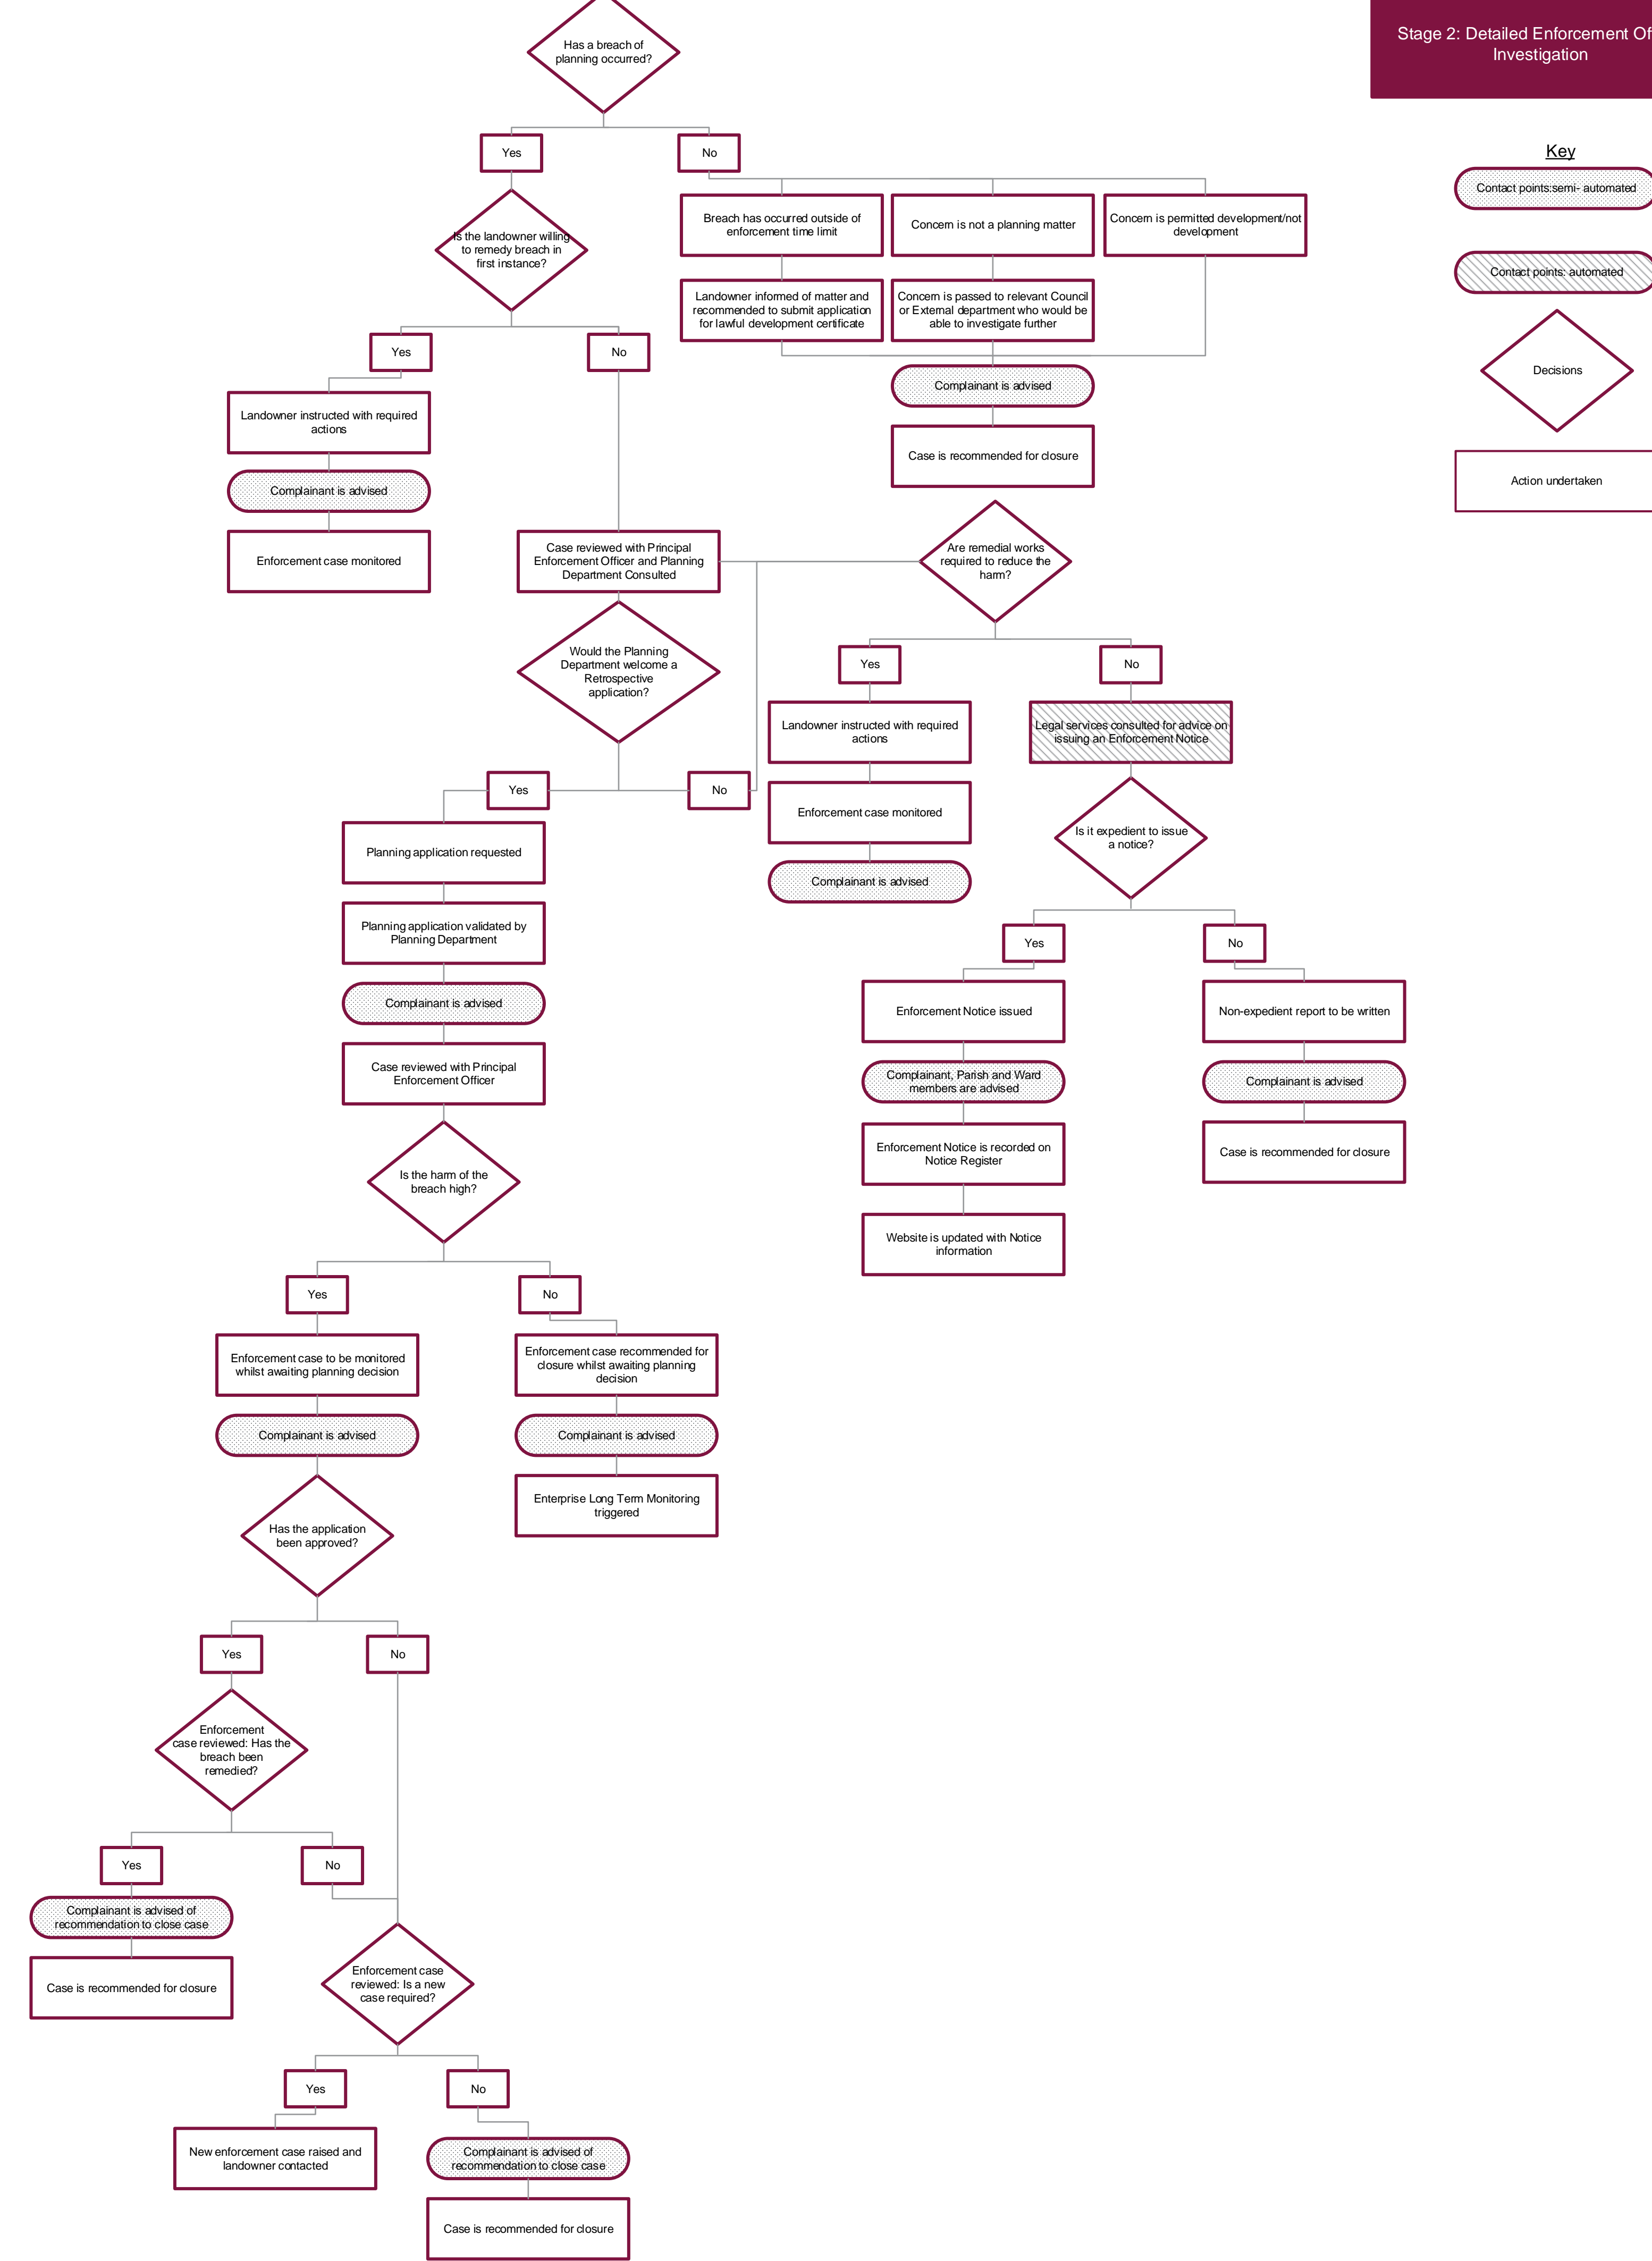 Stage 2: Detailed Enforcement Of
Investigation
Key
Contact points:semi- automated
Contact points: automated
Decisions
Action undertaken
Has a breach of
planning occurred?
Yes
No
Is the landowner willing
to remedy breach in
first instance?
Breach has occurred outside of
enforcement time limit
Concern is not a planning matter
Concern is permitted development/not
development
Landowner informed of matter and
recommended to submit application
for lawful development certificate
Concern is passed to relevant Council
or External department who would be
able to investigate further
Yes
No
Complainant is advised
Case is recommended for closure
Landowner instructed with required
actions
Complainant is advised
Enforcement case monitored
Case reviewed with Principal
Enforcement Officer and Planning
Department Consulted
Are remedial works
required to reduce the
harm?
Would the Planning
Department welcome a
Retrospective
application?
Yes
No
Landowner instructed with required
actions
Legal services consulted for advice on
issuing an Enforcement Notice
Yes
No
Enforcement case monitored
Is it expedient to issue
a notice?
Planning application requested
Complainant is advised
Planning application validated by
Planning Department
Yes
No
Complainant is advised
Enforcement Notice issued
Non-expedient report to be written
Case reviewed with Principal
Enforcement Officer
Complainant, Parish and Ward
members are advised
Complainant is advised
Enforcement Notice is recorded on
Notice Register
Case is recommended for closure
Is the harm of the
breach high?
Website is updated with Notice
information
Yes
No
Enforcement case to be monitored
whilst awaiting planning decision
Enforcement case recommended for
closure whilst awaiting planning
decision
Complainant is advised
Complainant is advised
Enterprise Long Term Monitoring
triggered
Has the application
been approved?
Yes
No
Enforcement
case reviewed: Has the
breach been
remedied?
Yes
No
Complainant is advised of
recommendation to close case
Case is recommended for closure
Enforcement case
reviewed: Is a new
case required?
Yes
No
New enforcement case raised and
landowner contacted
Complainant is advised of
recommendation to close case
Case is recommended for closure